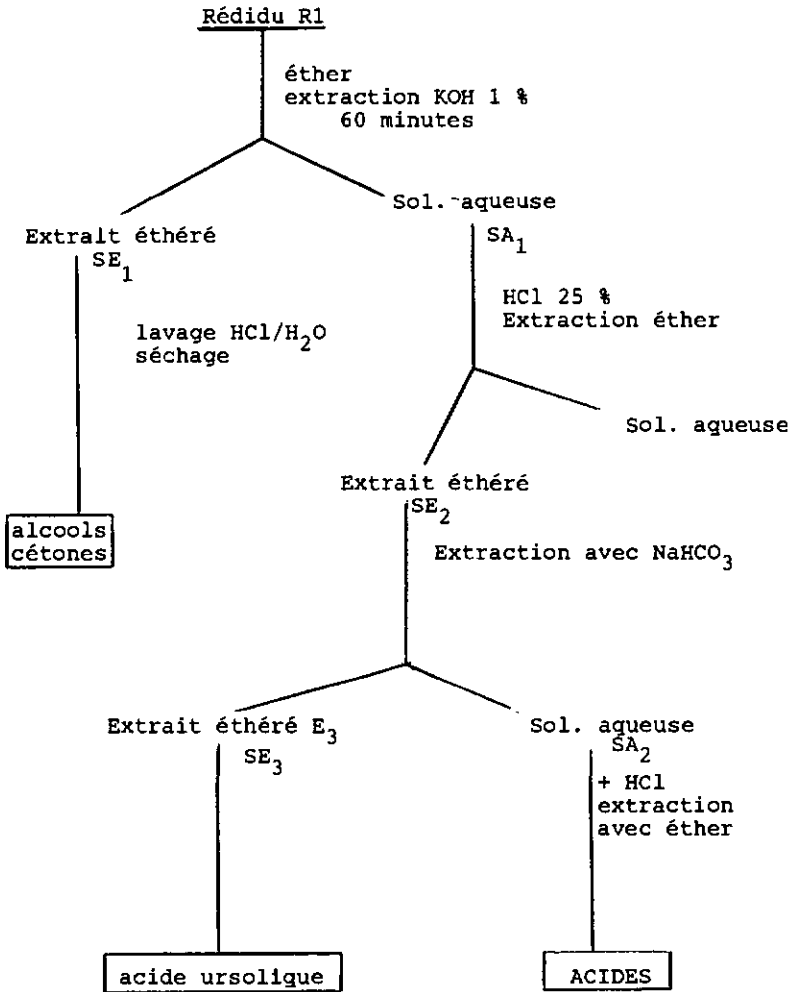 Rédidu R1
éther
extraction KOH 1 %
60 minutes
Sol. aqueuse
SA1
Extrait éthéré
SE1
HCl 25 %
Extraction éther
lavage HCl/H2O
séchage
Sol. aqueuse
Extrait éthéré
SE2
alcools
cétones
Extraction avec NaHCO3
Extrait éthéré E3
SE3
Sol. aqueuse
SA2
+ HCl
extraction
avec éther
acide ursolique
ACIDES